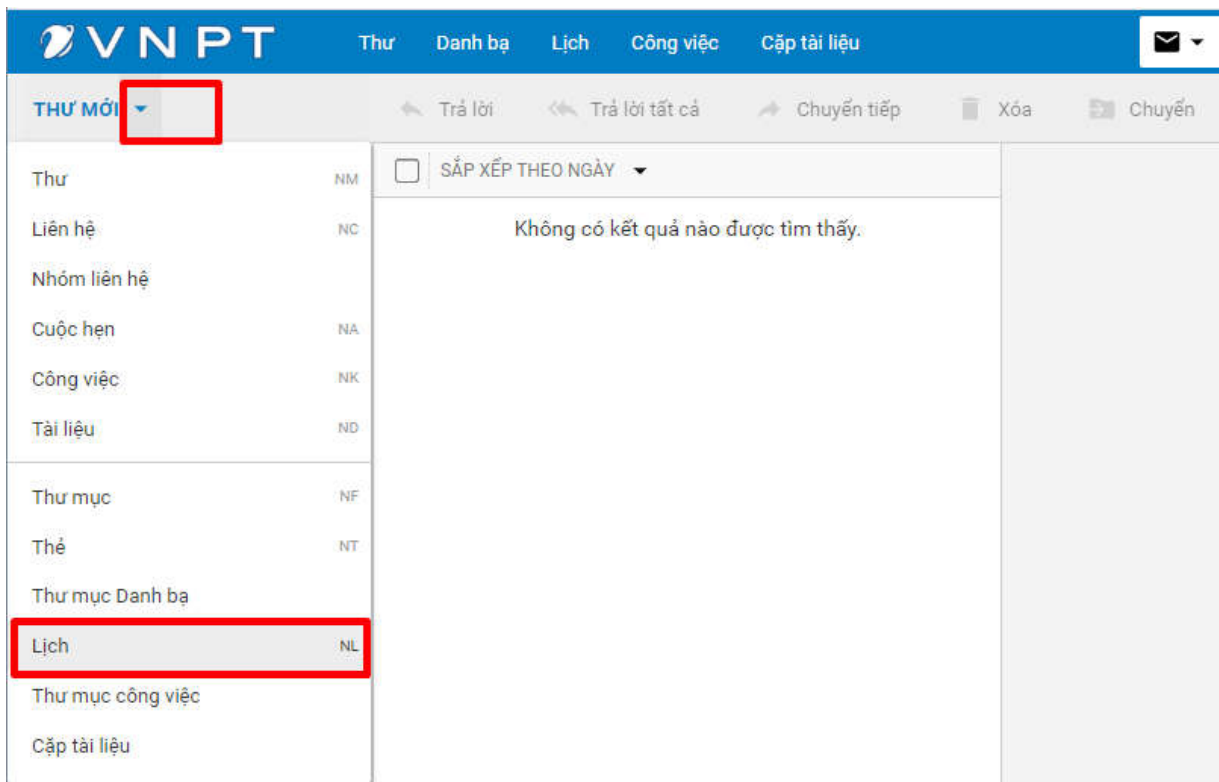 VNPT Thư Danh bạ Lịch Công việc Cặp tài liệu
THƯ MỚI Trả lời Trả lời tất cả Chuyển tiếp Xóa Chuyển
Thư NM
SẮP XẾP THEO NGÀY
Liên hệ NC
Không có kết quả nào được tìm thấy.
Nhóm liên hệ
Cuộc hẹn NA
Công việc NK
Tài liệu ND
Thư mục NF
Thẻ NT
Thư mục Danh bạ
Lịch NL
Thư mục công việc
Cặp tài liệu